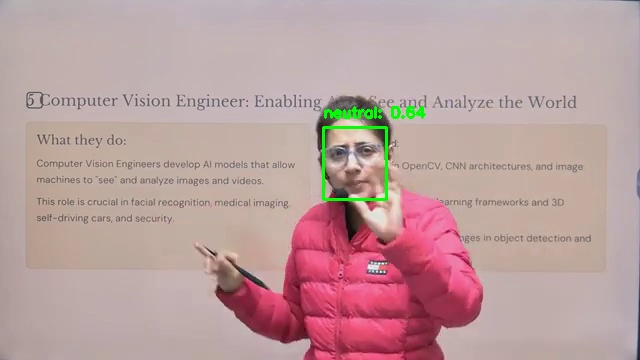 5 Computer Vision Engineer: Enabling A See and Analyze the World
neutral: 0.64
What they do:
Computer Vision Engineers develop AI models that allow
machines to "see" and analyze images and videos.
This role is crucial in facial recognition, medical imaging,
self-driving cars, and security.
in OpenCV, CNN architectures, and image
learning frameworks and 3D
in object detection and
TOMMY
JEANS